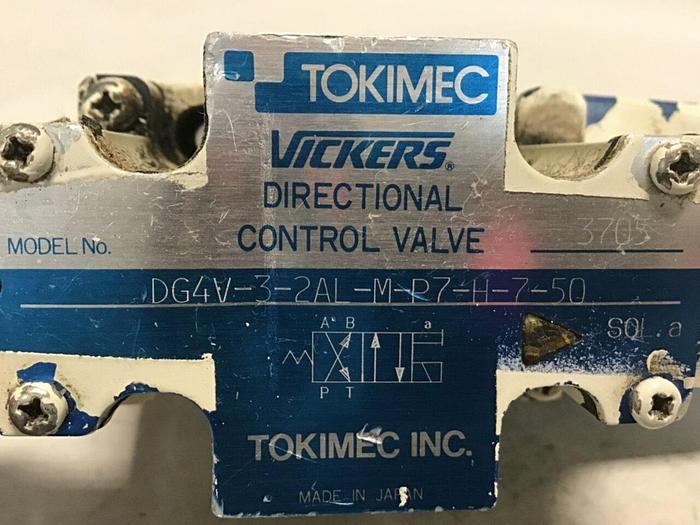 TOKIMEC
VICKERS®
DIRECTIONAL
CONTROL VALVE
3705
MODEL No.
DG4V-3-2AL-M-P7-H-7-50
A B a
SOL.a
P T
TOKIMEC INC.
MADE IN JAPAN